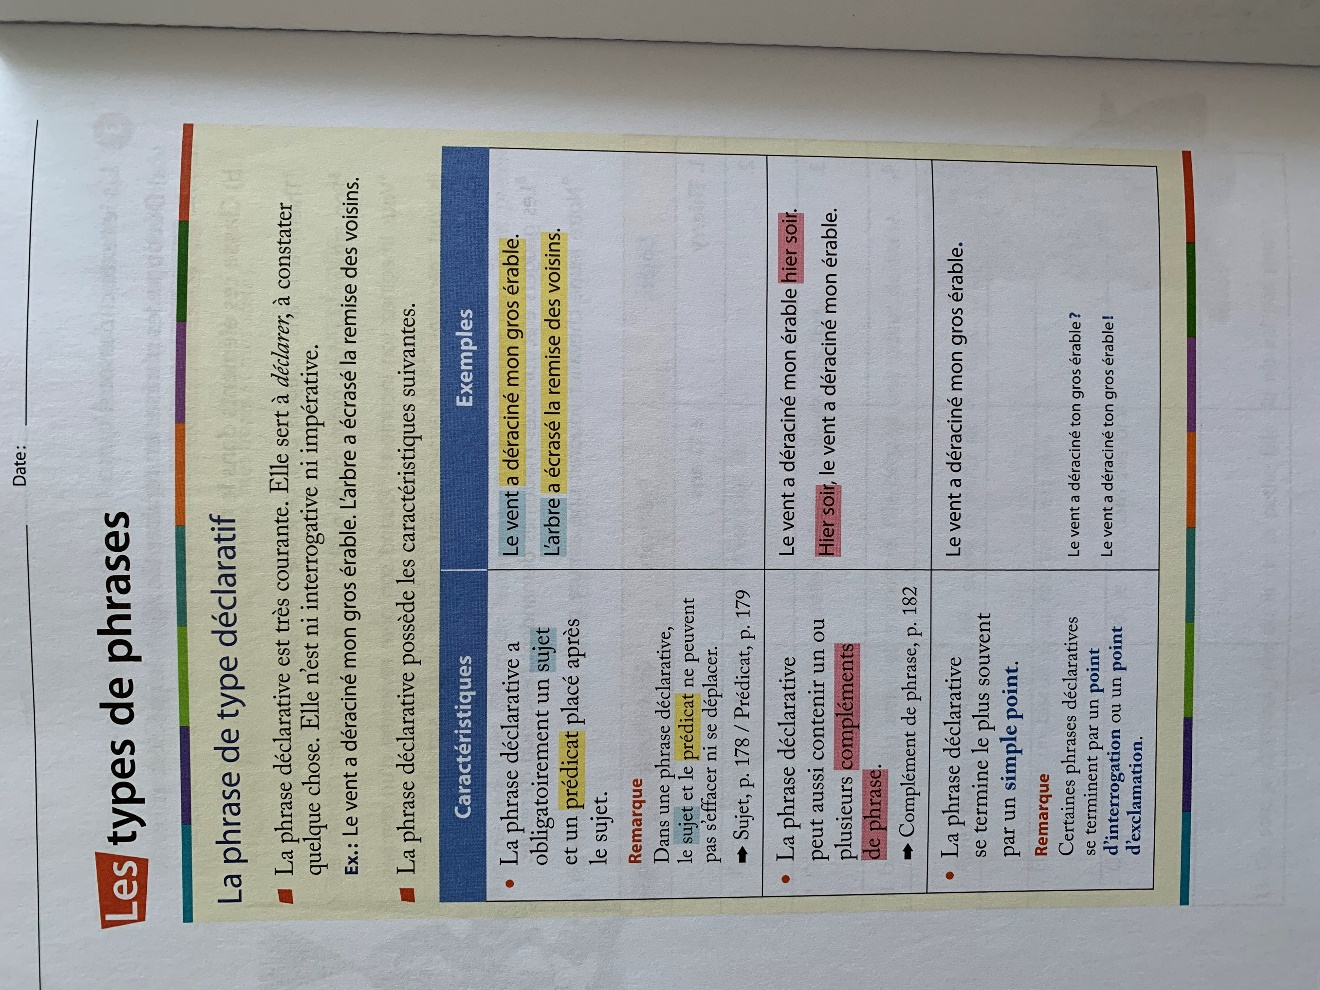 Date:
Les types de phrases
La phrase de type déclaratif
La phrase déclarative est très courante. Elle sert à déclarer, à constater
quelque chose. Elle n'est ni interrogative ni impérative.
Ex.: Le vent a déraciné mon gros érable. L'arbre a écrasé la remise des voisins.
La phrase déclarative possède les caractéristiques suivantes.
Caractéristiques
Exemples
• La phrase déclarative a
obligatoirement un sujet
et un prédicat placé après
le sujet.
Remarque
Dans une phrase déclarative,
le sujet et le prédicat ne peuvent
pas s'effacer ni se déplacer.
➡ Sujet, p. 178 / Prédicat, p. 179
Le vent a déraciné mon gros érable.
L'arbre a écrasé la remise des voisins.
• La phrase déclarative
peut aussi contenir un ou
plusieurs compléments
de phrase.
➡ Complément de phrase, p. 182
Le vent a déraciné mon érable hier soir.
Hier soir, le vent a déraciné mon érable.
• La phrase déclarative
se termine le plus souvent
par un simple point.
Remarque
Certaines phrases déclaratives
se terminent par un point
d'interrogation ou un point
d'exclamation.
Le vent a déraciné mon gros érable.
Le vent a déraciné ton gros érable?
Le vent a déraciné ton gros érable!